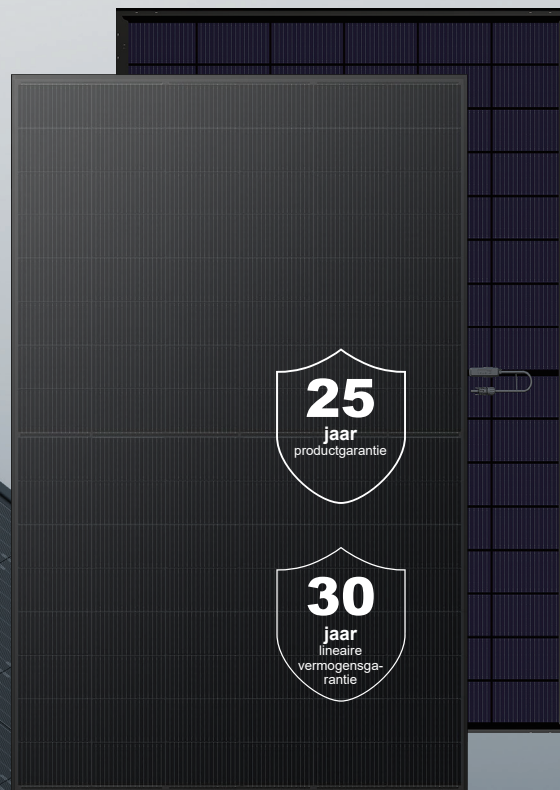 25
jaar
productgarantie
30
jaar
lineaire
vermogensga-
rantie